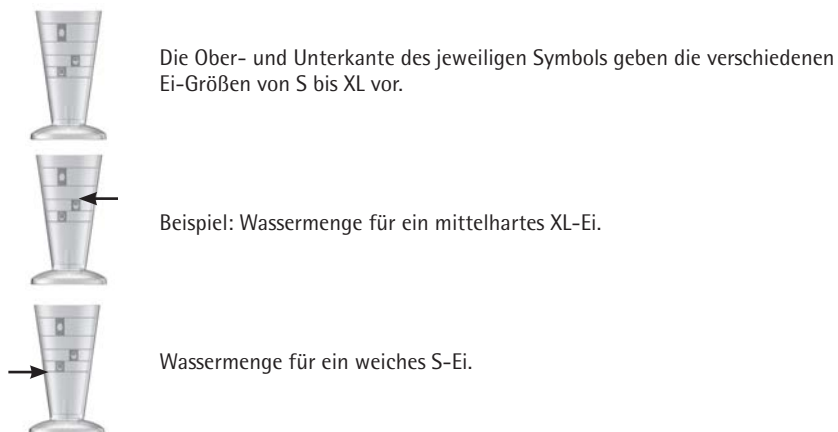 Die Ober- und Unterkante des jeweiligen Symbols geben die verschiedenen
Ei-Größen von S bis XL vor.
Beispiel: Wassermenge für ein mittelhartes XL-Ei.
Wassermenge für ein weiches S-Ei.